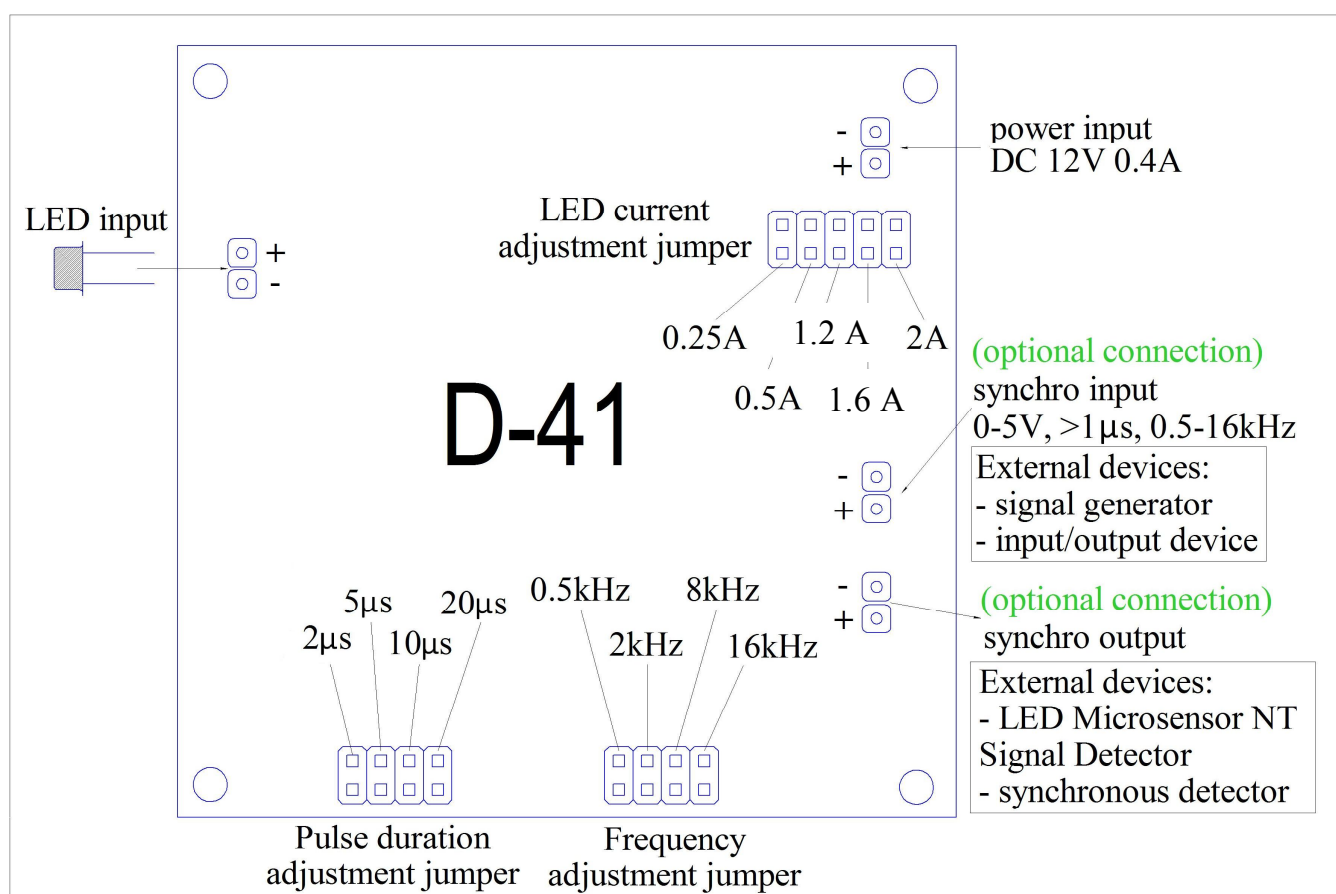 -
power input
+
DC 12V 0.4A
LED input
+
-
LED current
adjustment jumper
0.25A
1.2 A
2A
0.5A
1.6 A
D-41
(optional connection)
synchro input
0-5V, >1μs, 0.5-16kHz
-
+
External devices:
- signal generator
- input/output device
-
+
(optional connection)
synchro output
External devices:
- LED Microsensor NT
Signal Detector
- synchronous detector
5μs
20μs
2μs
10μs
0.5kHz
8kHz
2kHz
16kHz
Pulse duration
adjustment jumper
Frequency
adjustment jumper